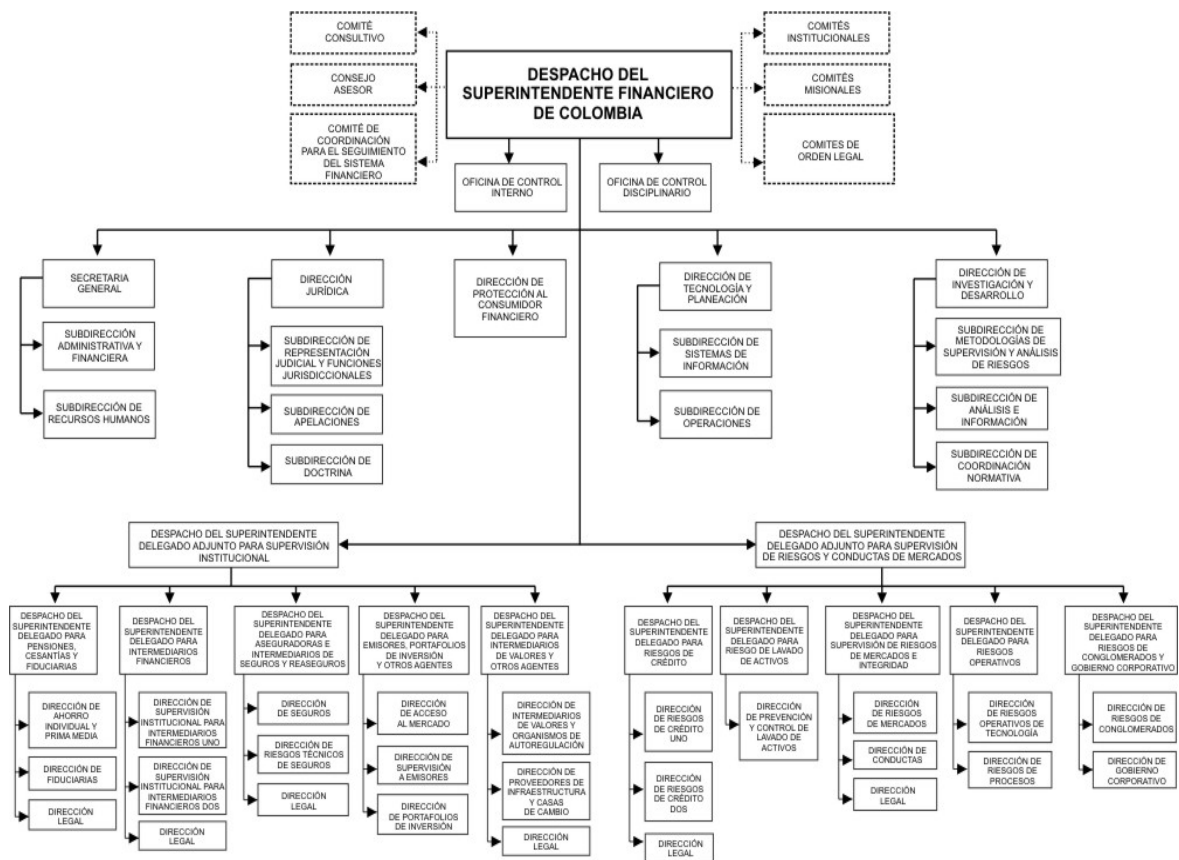 COMITÉ
CONSULTIVO
CONSEJO
ASESOR
COMITÉ DE
COORDINACIÓN
PARA EL SEGUIMIENTO
DEL SISTEMA
FINANCIERO
DESPACHO DEL
SUPERINTENDENTE FINANCIERO
DE COLOMBIA
COMITÉS
INSTITUCIONALES
COMITÉS
MISIONALES
COMITES DE
ORDEN LEGAL
OFICINA DE CONTROL
INTERNO
OFICINA DE CONTROL
DISCIPLINARIO
SECRETARIA
GENERAL
SUBDIRECCIÓN
ADMINISTRATIVA Y
FINANCIERA
SUBDIRECCIÓN DE
RECURSOS HUMANOS
DIRECCIÓN
JURÍDICA
SUBDIRECCIÓN DE
REPRESENTACIÓN
JUDICIAL Y FUNCIONES
JURISDICCIONALES
SUBDIRECCIÓN DE
APELACIONES
SUBDIRECCIÓN DE
DOCTRINA
DIRECCIÓN DE
PROTECCIÓN AL
CONSUMIDOR
FINANCIERO
DIRECCIÓN DE
TECNOLOGÍA Y
PLANEACIÓN
SUBDIRECCIÓN DE
SISTEMAS DE
INFORMACIÓN
SUBDIRECCIÓN DE
OPERACIONES
DIRECCIÓN DE
INVESTIGACIÓN Y
DESARROLLO
SUBDIRECCIÓN DE
METODOLOGÍAS DE
SUPERVISIÓN Y ANÁLISIS
DE RIESGOS
SUBDIRECCIÓN DE
ANÁLISIS E
INFORMACIÓN
SUBDIRECCIÓN DE
COORDINACIÓN
NORMATIVA
DESPACHO DEL SUPERINTENDENTE
DELEGADO ADJUNTO PARA SUPERVISIÓN
INSTITUCIONAL
DESPACHO DEL SUPERINTENDENTE
DELEGADO ADJUNTO PARA SUPERVISIÓN
DE RIESGOS Y CONDUCTAS DE MERCADOS
DESPACHO DEL
SUPERINTENDENTE
DELEGADO PARA
PENSIONES,
CESANTÍAS Y
FIDUCIARIAS
DIRECCIÓN DE
AHORRO
INDIVIDUAL Y
PRIMA MEDIA
DIRECCIÓN DE
FIDUCIARIAS
DIRECCIÓN
LEGAL
DESPACHO DEL
SUPERINTENDENTE
DELEGADO PARA
INTERMEDIARIOS
FINANCIEROS
DIRECCIÓN DE
SUPERVISIÓN
INSTITUCIONAL PARA
INTERMEDIARIOS
FINANCIEROS UNO
DIRECCIÓN DE
SUPERVISIÓN
INSTITUCIONAL PARA
INTERMEDIARIOS
FINANCIEROS DOS
DIRECCIÓN
LEGAL
DESPACHO DEL
SUPERINTENDENTE
DELEGADO PARA
ASEGURADORAS E
INTERMEDIARIOS DE
SEGUROS Y REASEGUROS
DIRECCIÓN
DE SEGUROS
DIRECCIÓN DE
RIESGOS TÉCNICOS
DE SEGUROS
DIRECCIÓN
LEGAL
DESPACHO DEL
SUPERINTENDENTE
DELEGADO PARA
EMISORES, PORTAFOLIOS
DE INVERSIÓN
Y OTROS AGENTES
DIRECCIÓN
DE ACCESO
AL MERCADO
DIRECCIÓN DE
SUPERVISIÓN
A EMISORES
DIRECCIÓN
DE PORTAFOLIOS
DE INVERSIÓN
DESPACHO DEL
SUPERINTENDENTE
DELEGADO PARA
INTERMEDIARIOS
DE VALORES Y
OTROS AGENTES
DIRECCIÓN DE
INTERMEDIARIOS
DE VALORES Y
ORGANISMOS DE
AUTOREGULACIÓN
DIRECCIÓN DE
PROVEEDORES DE
INFRAESTRUCTURA
Y CASAS
DE CAMBIO
DIRECCIÓN
LEGAL
DESPACHO DEL
SUPERINTENDENTE
DELEGADO PARA
RIESGOS DE
CRÉDITO
DIRECCIÓN
DE RIESGOS DE
CRÉDITO
UNO
DIRECCIÓN
DE RIESGOS
DE CRÉDITO
DOS
DIRECCIÓN
LEGAL
DESPACHO DEL
SUPERINTENDENTE
DELEGADO PARA
RIESGO DE LAVADO
DE ACTIVOS
DIRECCIÓN
DE PREVENCIÓN
Y CONTROL DE
LAVADO DE
ACTIVOS
DESPACHO DEL
SUPERINTENDENTE
DELEGADO PARA
SUPERVISIÓN DE RIESGOS
DE MERCADOS E
INTEGRIDAD
DIRECCIÓN
DE RIESGOS
DE MERCADOS
DIRECCIÓN DE
CONDUCTAS
DIRECCIÓN
LEGAL
DESPACHO DEL
SUPERINTENDENTE
DELEGADO PARA
RIESGOS
OPERATIVOS
DIRECCIÓN
DE RIESGOS
OPERATIVOS DE
TECNOLOGÍA
DIRECCIÓN DE
RIESGOS DE
PROCESOS
DESPACHO DEL
SUPERINTENDENTE
DELEGADO PARA
RIESGOS
DE CONGLOMERADOS Y
GOBIERNO CORPORATIVO
DIRECCIÓN
DE RIESGOS DE
CONGLOMERADOS
DIRECCIÓN DE
GOBIERNO
CORPORATIVO